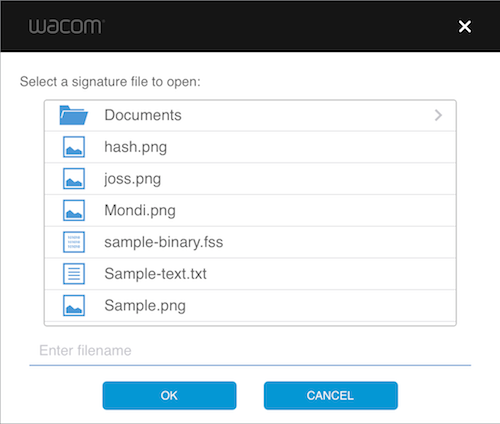 wacom
Select a signature file to open:
Documents
hash.png
joss.png
Mondi.png
sample-binary.fss
Sample-text.txt
Sample.png
Enter filename
OK CANCEL